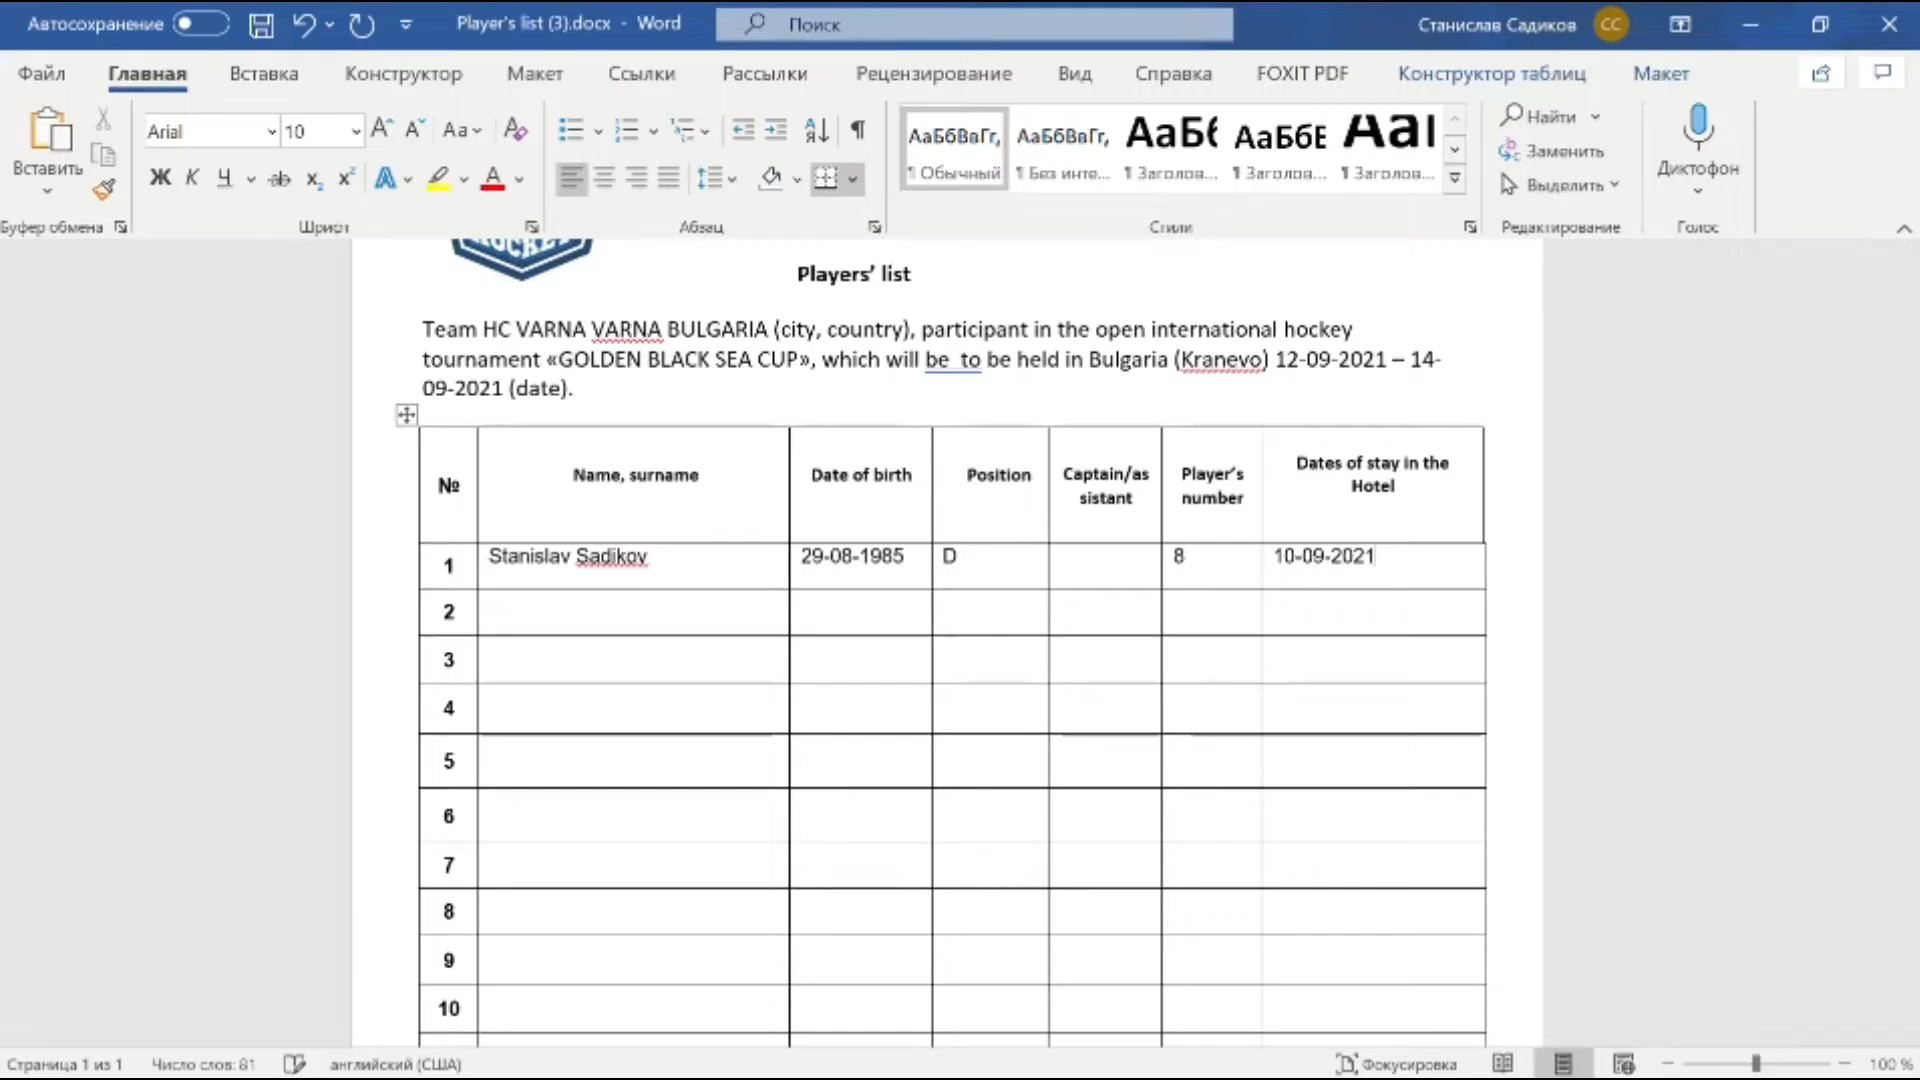 Автосохранение
Player's list (3).docx - Word
Поиск
Станислав Садиков
СС
Файл Главная Вставка Конструктор Макет Ссылки Рассылки Рецензирование Вид Справка FOXIT PDF Конструктор таблиц Макет
Вставить
Буфер обмена
Arial 10
Aa
Ж К Ч ab x₂ x² A A
Шрифт
Абзац
АаБбВвГг, АаБбВвГг, АаБб АаБбВ АаI
¶ Обычный ¶ Без инте... ¶ Заголов... ¶ Заголов... ¶ Заголов...
Стили
Найти
Заменить
Выделить
Редактирование
Диктофон
Голос
HOCKEY
Players’ list
Team HC VARNA VARNA BULGARIA (city, country), participant in the open international hockey
tournament «GOLDEN BLACK SEA CUP», which will be to be held in Bulgaria (Kranevo) 12-09-2021 – 14-
09-2021 (date).
№ Name, surname Date of birth Position Captain/as sistant Player’s number Dates of stay in the Hotel
1 Stanislav Sadikov 29-08-1985 D 8 10-09-2021
2
3
4
5
6
7
8
9
10
Страница 1 из 1 Число слов: 81 английский (США) Фокусировка 100 %